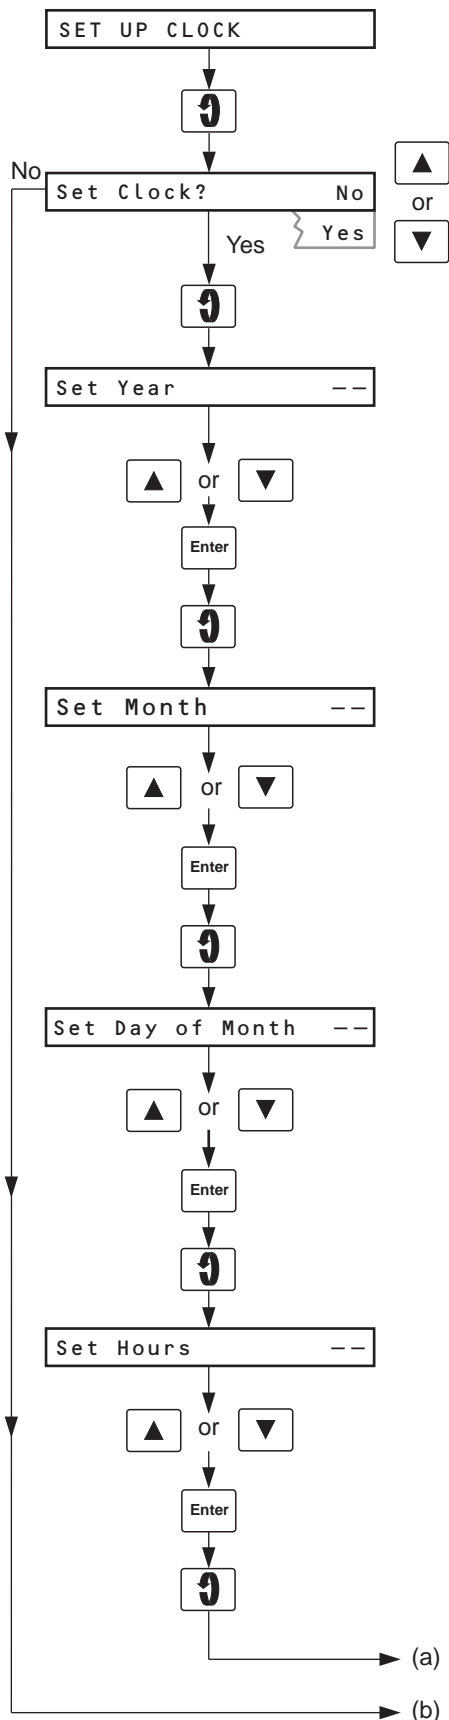 SET UP CLOCK
No
Set Clock? No
or
Yes
Yes
Set Year --
▲ or ▼
Enter
Set Month --
▲ or ▼
Enter
Set Day of Month --
▲ or ▼
Enter
Set Hours --
▲ or ▼
Enter
(a)
(b)